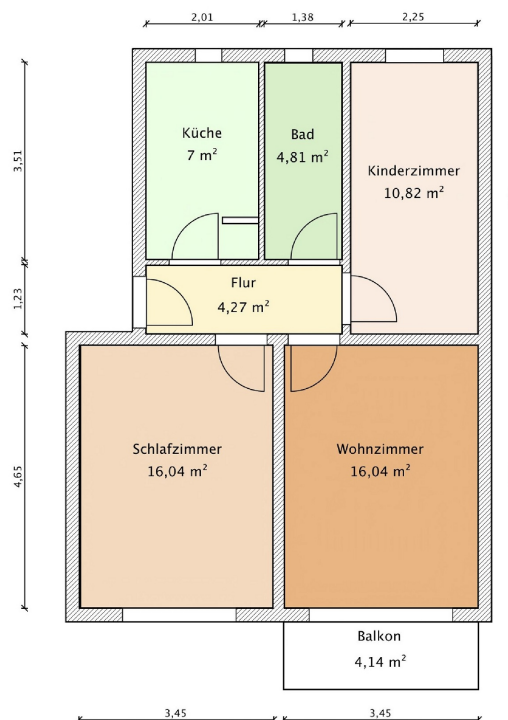 2,01
1,38
2,25
3,51
Küche
7 m²
Bad
4,81 m²
Kinderzimmer
10,82 m²
1,23
Flur
4,27 m²
4,65
Schlafzimmer
16,04 m²
Wohnzimmer
16,04 m²
Balkon
4,14 m²
3,45
3,45